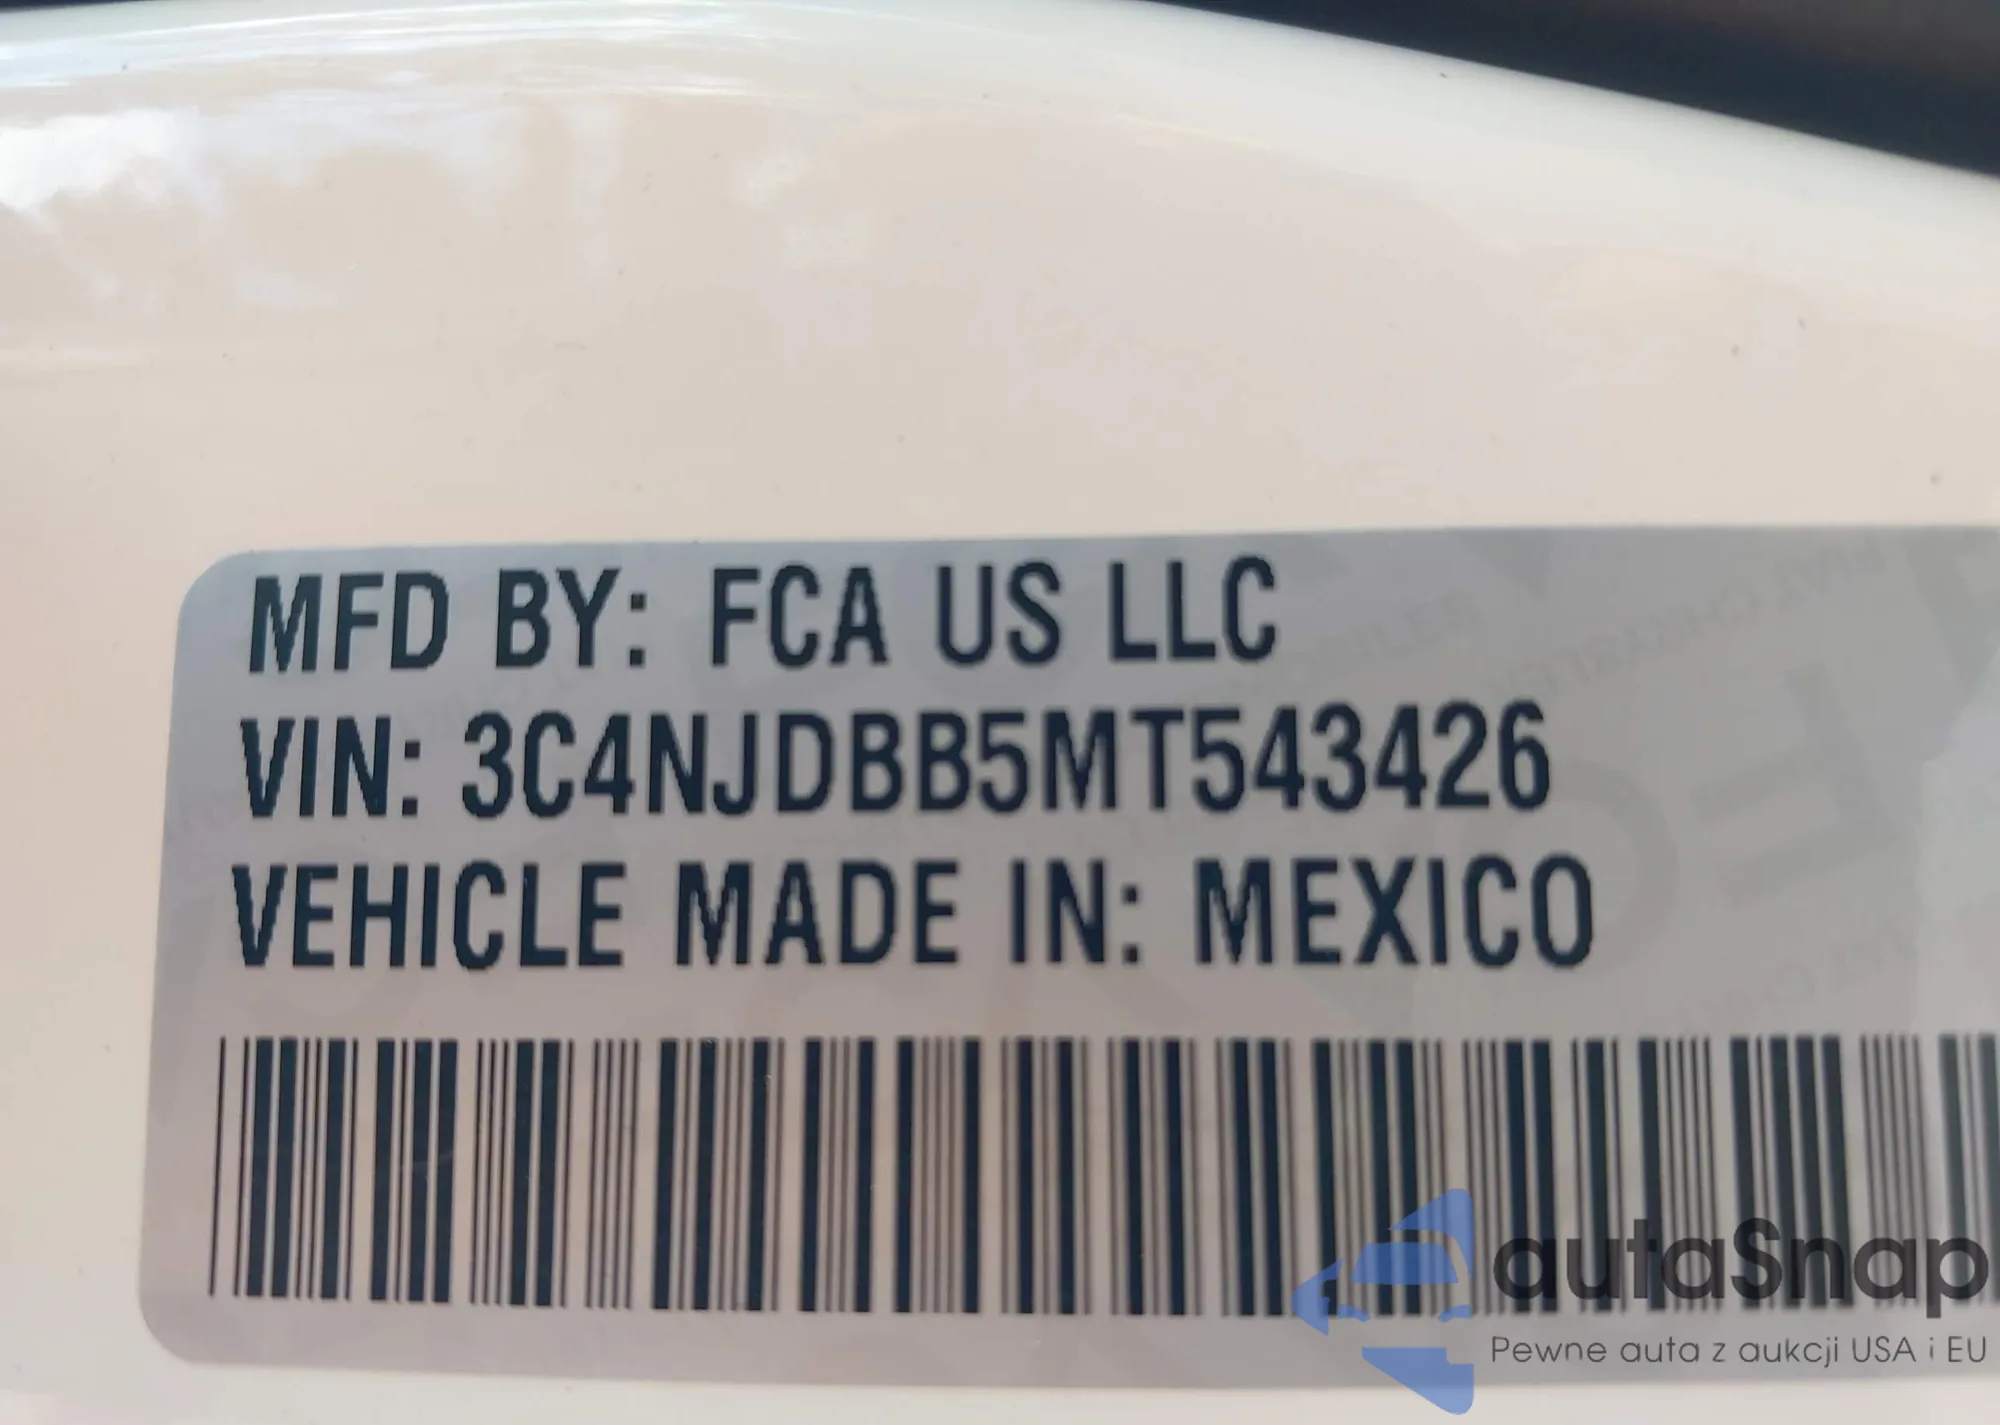 MFD BY: FCA US LLC
VIN: 3C4NJDBB5MT543426
VEHICLE MADE IN: MEXICO
autaSnap
Pewne auta z aukcji USA i EU